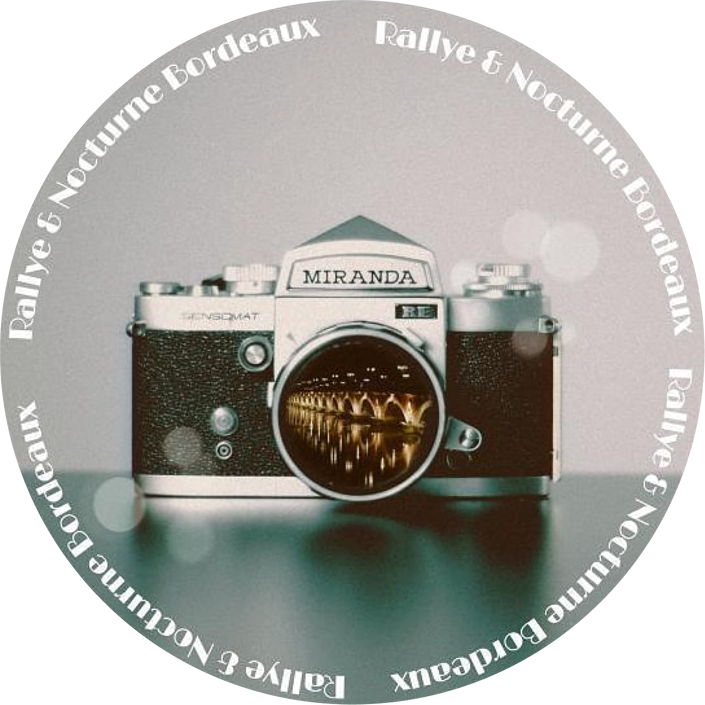 Rallye & Nocturne Bordeaux
Rallye & Nocturne Bordeaux
Rallye & Nocturne Bordeaux
Rallye & Nocturne Bordeaux
MIRANDA
SENSOMAT
RE